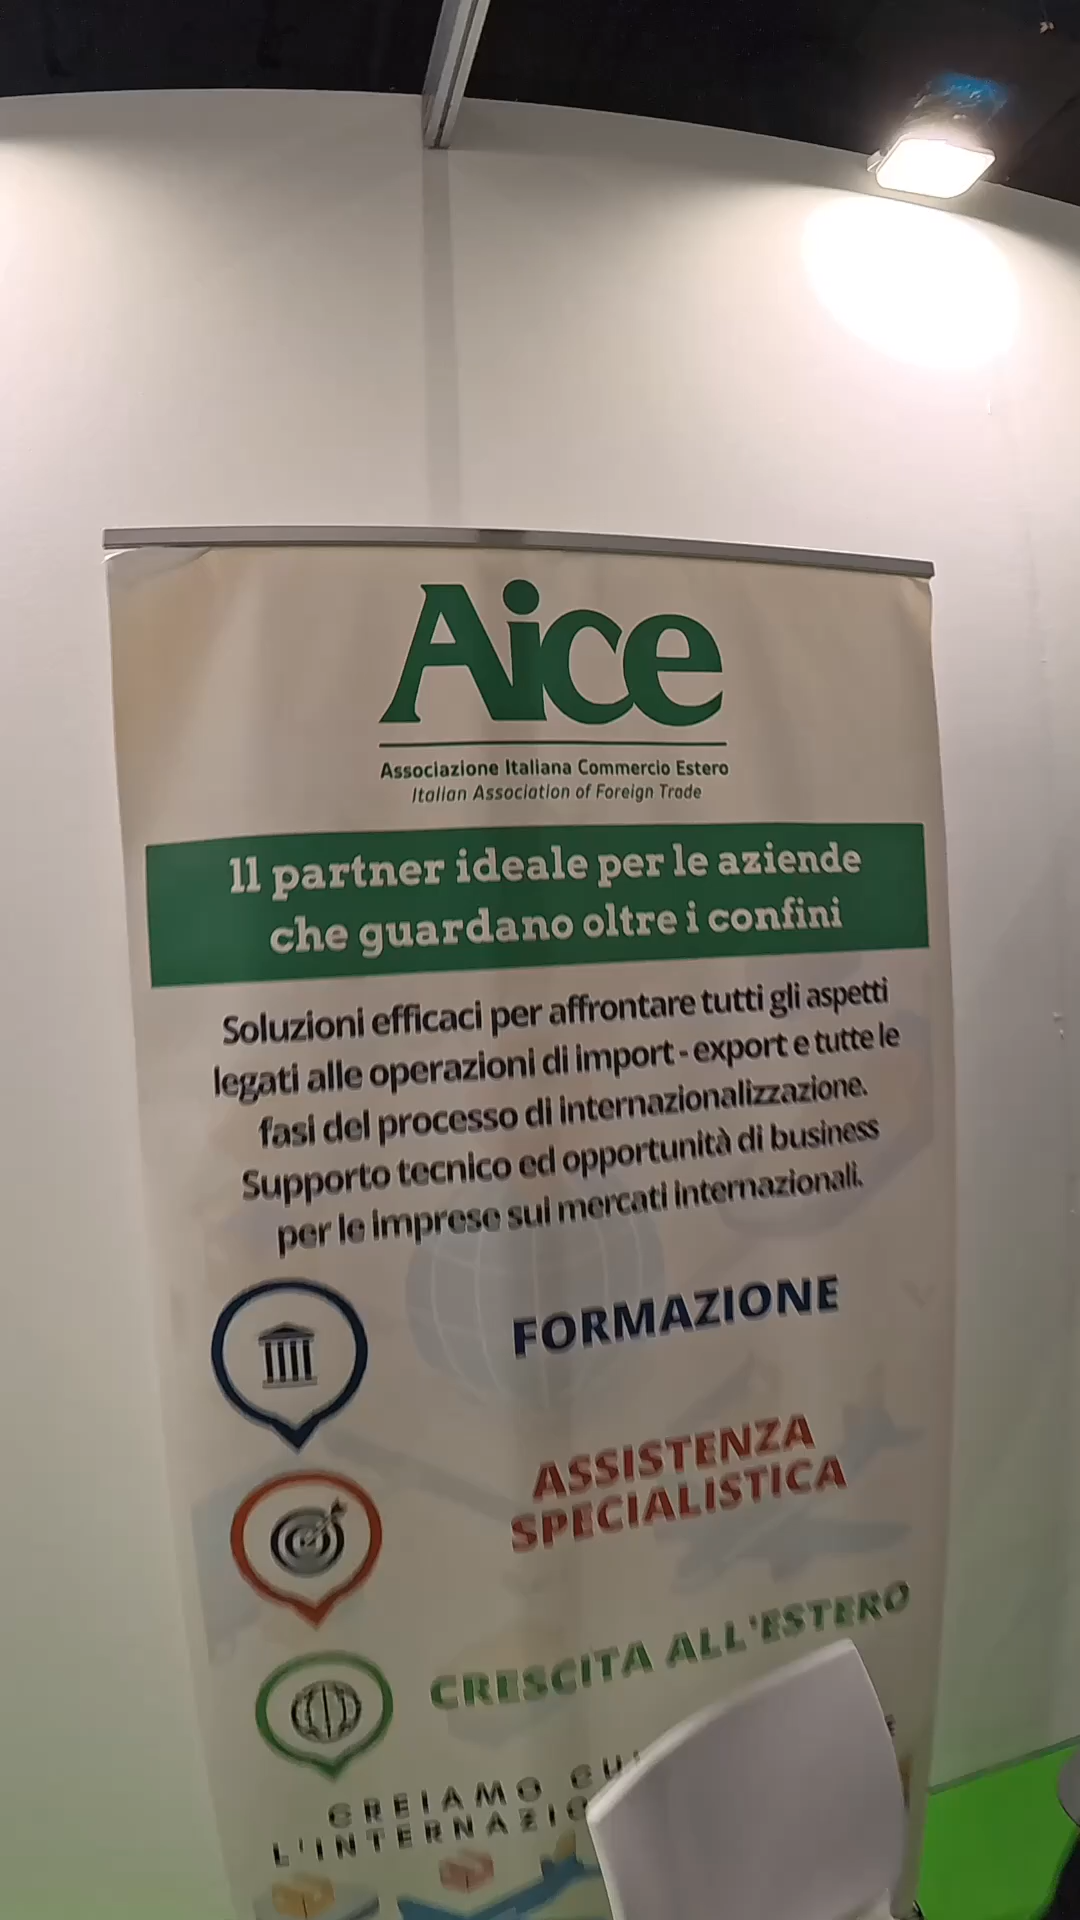 Aice
Associazione Italiana Commercio Estero
Italian Association of Foreign Trade
Il partner ideale per le aziende
che guardano oltre i confini
Soluzioni efficaci per affrontare tutti gli aspetti
legati alle operazioni di import - export e tutte le
fasi del processo di internazionalizzazione.
Supporto tecnico ed opportunità di business
per le imprese sui mercati internazionali.
FORMAZIONE
ASSISTENZA
SPECIALISTICA
CRESCITA ALL'ESTERO
CREIAMO